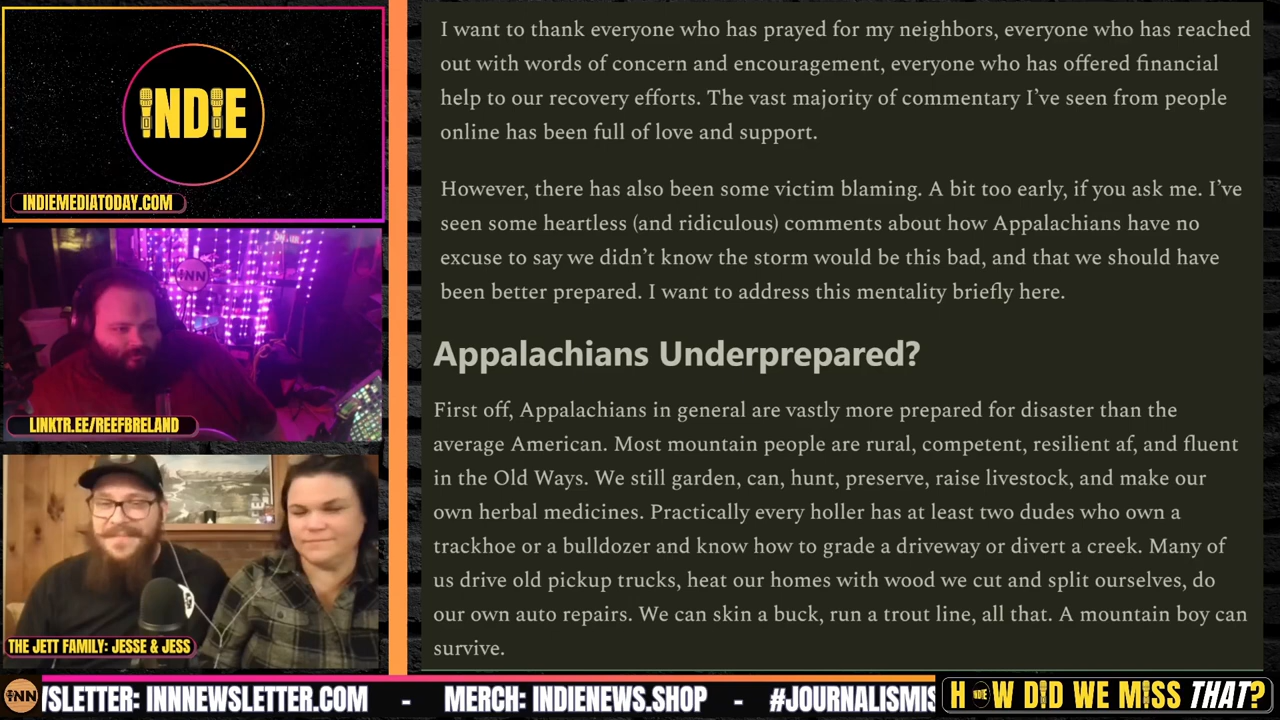 INDIE
INDIEMEDIATODAY.COM
INN
LINKTR.EE/REEFBRELAND
THE JETT FAMILY: JESSE & JESS
I want to thank everyone who has prayed for my neighbors, everyone who has reached
out with words of concern and encouragement, everyone who has offered financial
help to our recovery efforts. The vast majority of commentary I’ve seen from people
online has been full of love and support.
However, there has also been some victim blaming. A bit too early, if you ask me. I’ve
seen some heartless (and ridiculous) comments about how Appalachians have no
excuse to say we didn’t know the storm would be this bad, and that we should have
been better prepared. I want to address this mentality briefly here.
Appalachians Underprepared?
First off, Appalachians in general are vastly more prepared for disaster than the
average American. Most mountain people are rural, competent, resilient af, and fluent
in the Old Ways. We still garden, can, hunt, preserve, raise livestock, and make our
own herbal medicines. Practically every holler has at least two dudes who own a
trackhoe or a bulldozer and know how to grade a driveway or divert a creek. Many of
us drive old pickup trucks, heat our homes with wood we cut and split ourselves, do
our own auto repairs. We can skin a buck, run a trout line, all that. A mountain boy can
survive.
INN /SLETTER: INNNEWSLETTER.COM - MERCH: INDIENEWS.SHOP - #JOURNALISMIS
HOW DID WE MISS THAT?